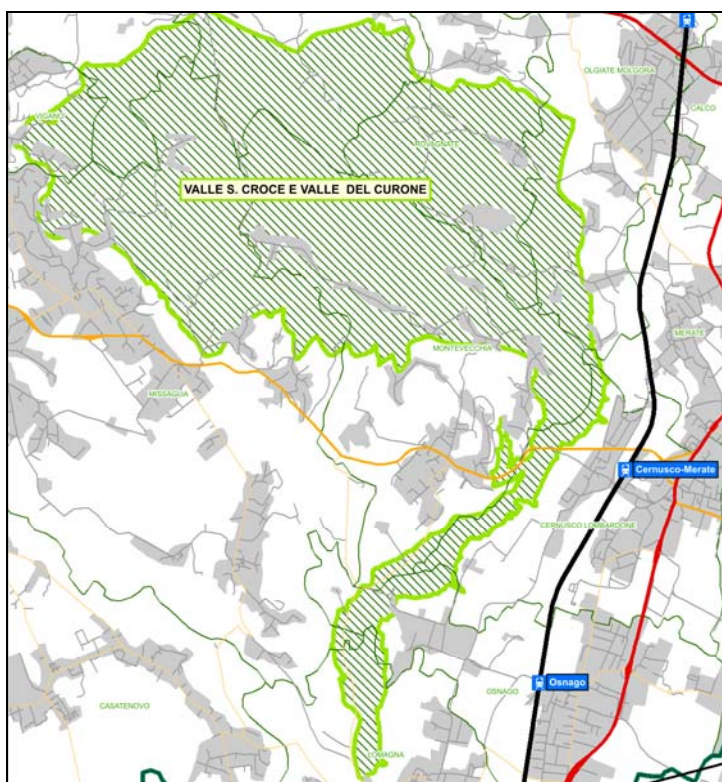 OLGIATE MOLGORA
CALCO
VIGANO'
ROVAGNATE
VALLE S. CROCE E VALLE DEL CURONE
MERATE
MONTEVECCHIA
MISSAGLIA
Cernusco-Merate
CERNUSCO LOMBARDONE
Osnago
OSNAGO
CASATENOVO
LOMAGNA